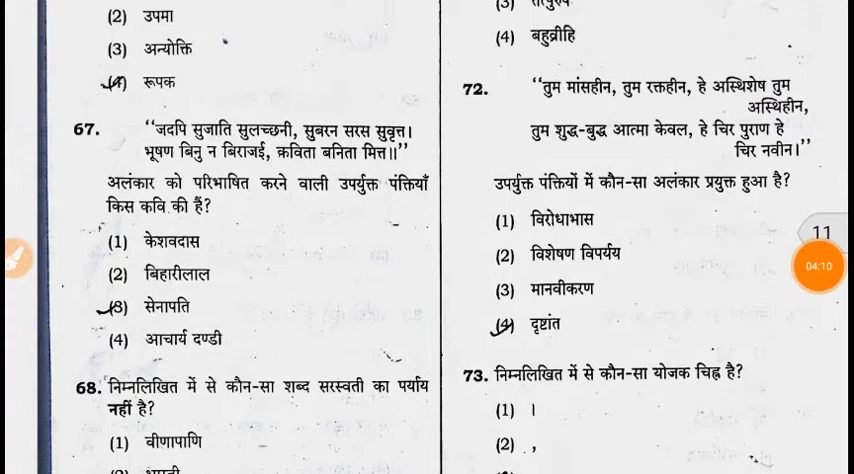 (2) उपमा
(3) अन्योक्ति
(4) रूपक
67. ‘‘जदपि सुजाति सुलच्छनी, सुबरन सरस सुवृत्त।
भूषण बिनु न बिराजई, क़विता बनिता मित्त॥’’
अलंकार को परिभाषित करने वाली उपर्युक्त पंक्तियाँ
किस कवि की हैं?
(1) केशवदास
(2) बिहारीलाल
(3) सेनापति
(4) आचार्य दण्डी
68. निम्नलिखित में से कौन-सा शब्द सरस्वती का पर्याय
नहीं है?
(1) वीणापाणि
(3) तत्पुरुष
(4) बहुव्रीहि
72. ‘‘तुम मांसहीन, तुम रक्तहीन, हे अस्थिशेष तुम
अस्थिहीन,
तुम शुद्ध-बुद्ध आत्मा केवल, हे चिर पुराण हे
चिर नवीन।’’
उपर्युक्त पंक्तियों में कौन-सा अलंकार प्रयुक्त हुआ है?
(1) विरोधाभास
(2) विशेषण विपर्यय
(3) मानवीकरण
(4) दृष्टांत
73. निम्नलिखित में से कौन-सा योजक चिह्न है?
(1) ।
(2) ,
11
04:10